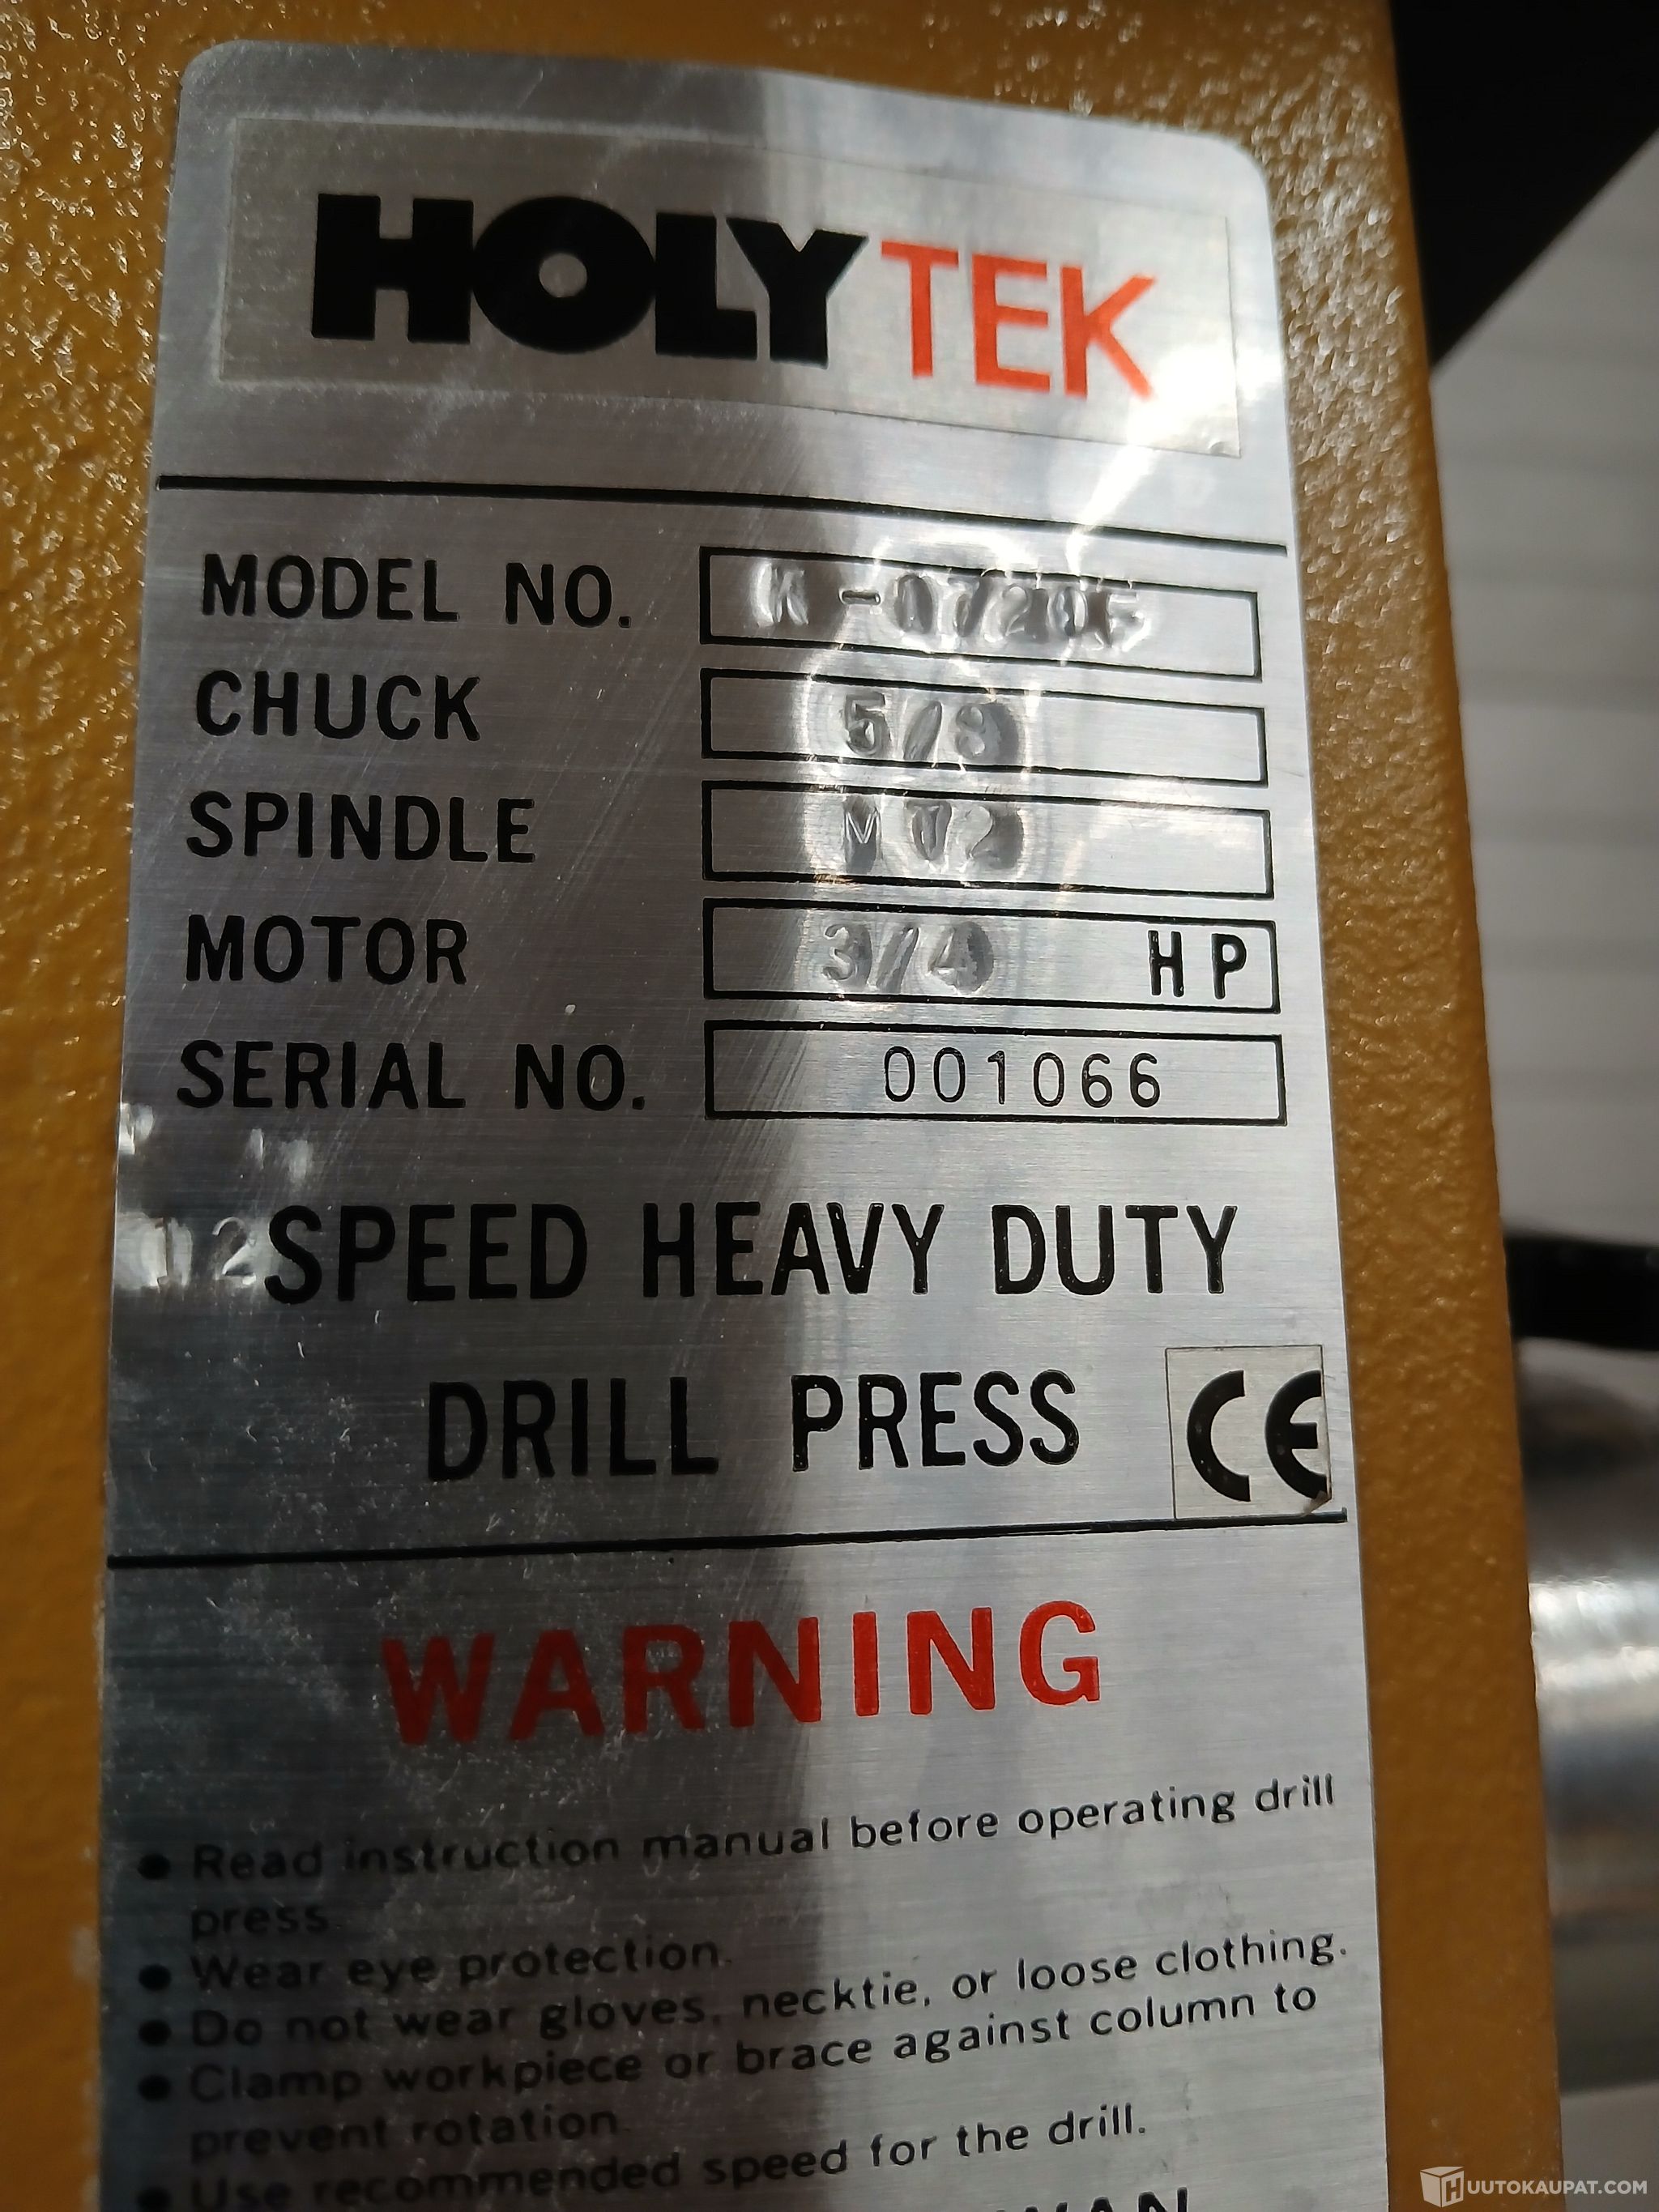 HOLYTEK
MODEL NO.
CHUCK 5/8
SPINDLE
MOTOR 3/4 HP
SERIAL NO. 001066
12 SPEED HEAVY DUTY
DRILL PRESS CE
WARNING
• Read instruction manual before operating drill
press.
• Wear eye protection.
• Do not wear gloves, necktie, or loose clothing.
• Clamp workpiece or brace against column to
prevent rotation.
• Use recommended speed for the drill.
HUUTOKAUPAT.COM